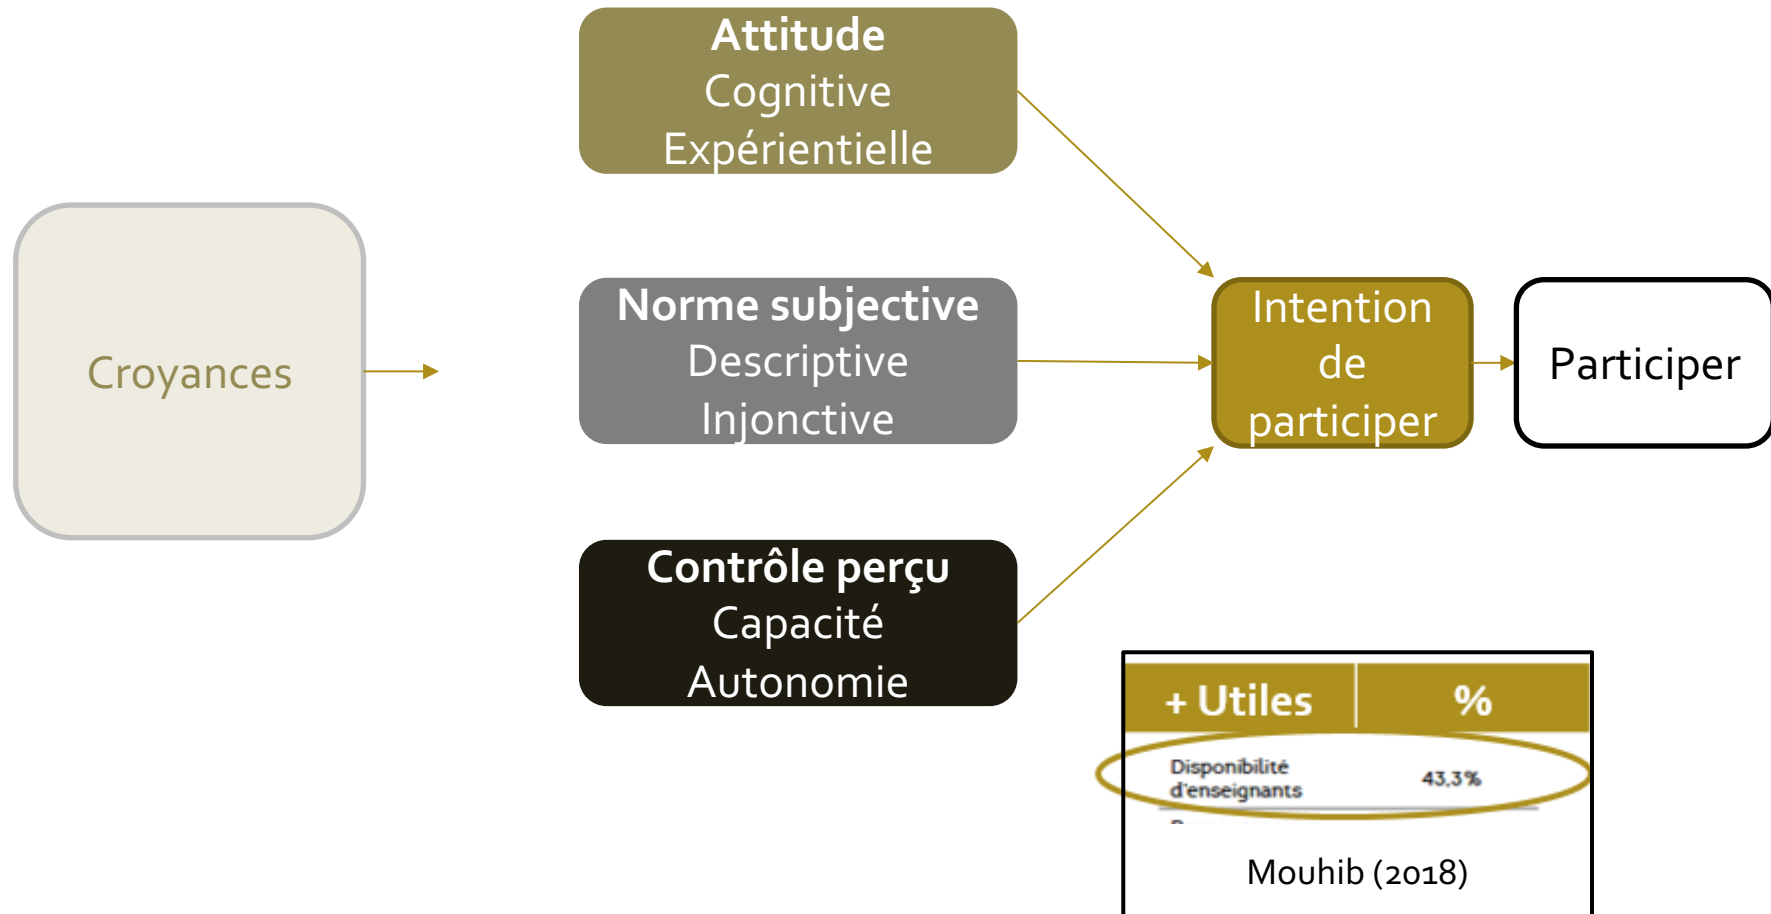 Attitude
Cognitive
Expérientielle
Croyances
Norme subjective
Descriptive
Injonctive
Intention
de
participer
Participer
Contrôle perçu
Capacité
Autonomie
+ Utiles %
Disponibilité
d'enseignants 43,3%
Mouhib (2018)